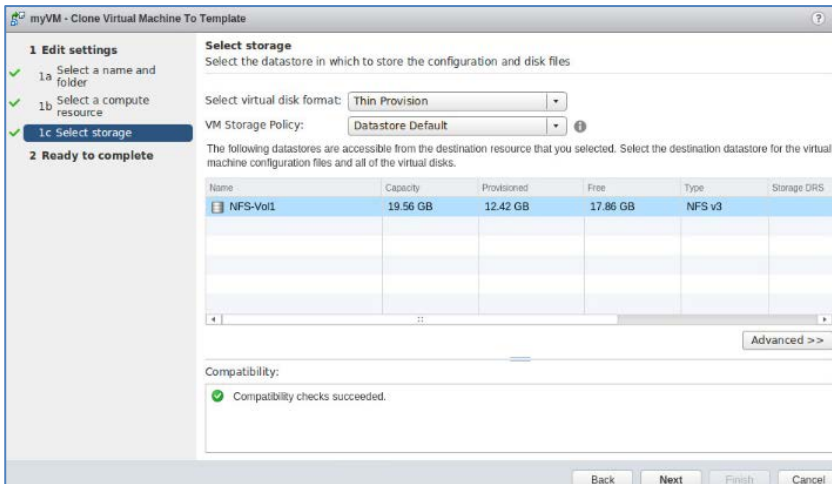 myVM - Clone Virtual Machine To Template
?
1 Edit settings
1a Select a name and
folder
1b Select a compute
resource
1c Select storage
2 Ready to complete
Select storage
Select the datastore in which to store the configuration and disk files
Select virtual disk format: Thin Provision
VM Storage Policy: Datastore Default
The following datastores are accessible from the destination resource that you selected. Select the destination datastore for the virtual
machine configuration files and all of the virtual disks.
Name Capacity Provisioned Free Type Storage DRS
NFS-Vol1 19.56 GB 12.42 GB 17.86 GB NFS v3
Advanced >>
Compatibility:
Compatibility checks succeeded.
Back Next Finish Cancel